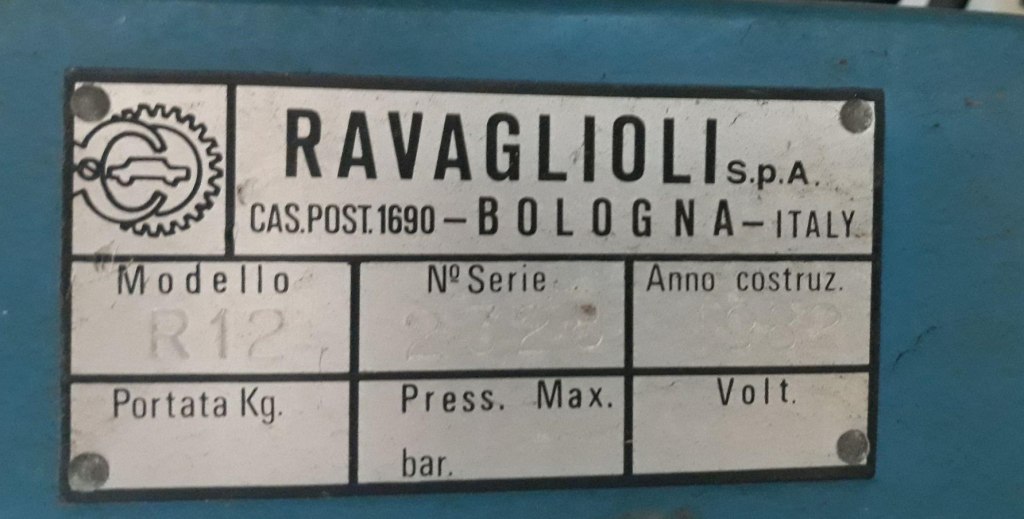 RAVAGLIOLI S.p.A.
CAS.POST.1690 – BOLOGNA – ITALY
Modello
Nº Serie
Anno costruz.
R12
Portata Kg.
Press. Max.
Volt.
bar.